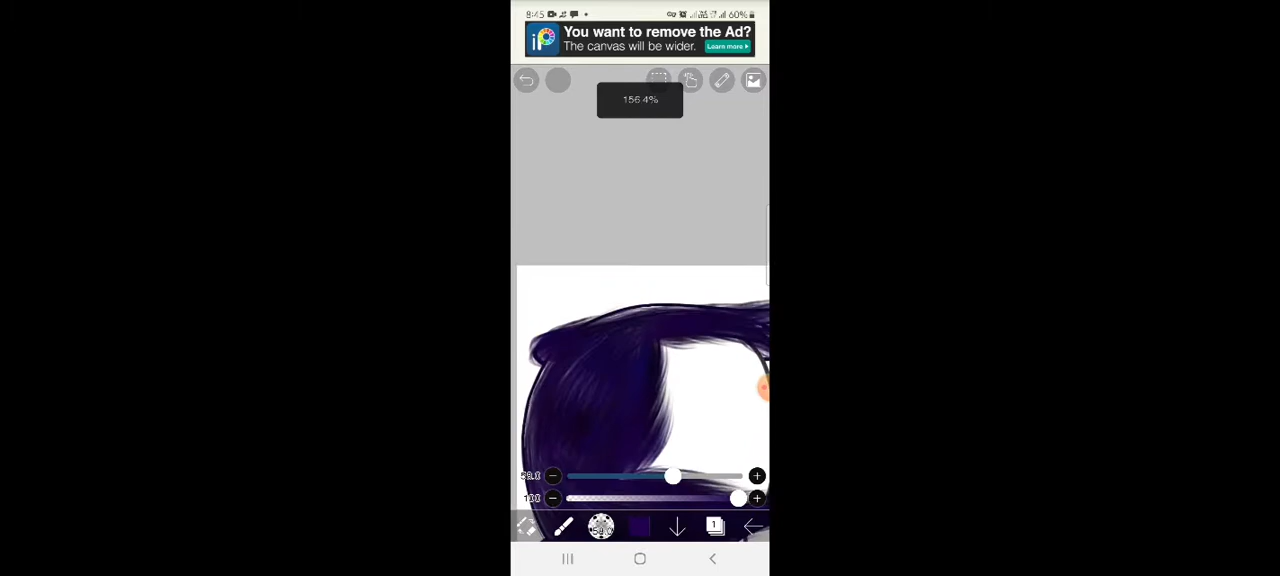 8:45 60%
iP
You want to remove the Ad?
The canvas will be wider. Learn more
156.4%
100
1